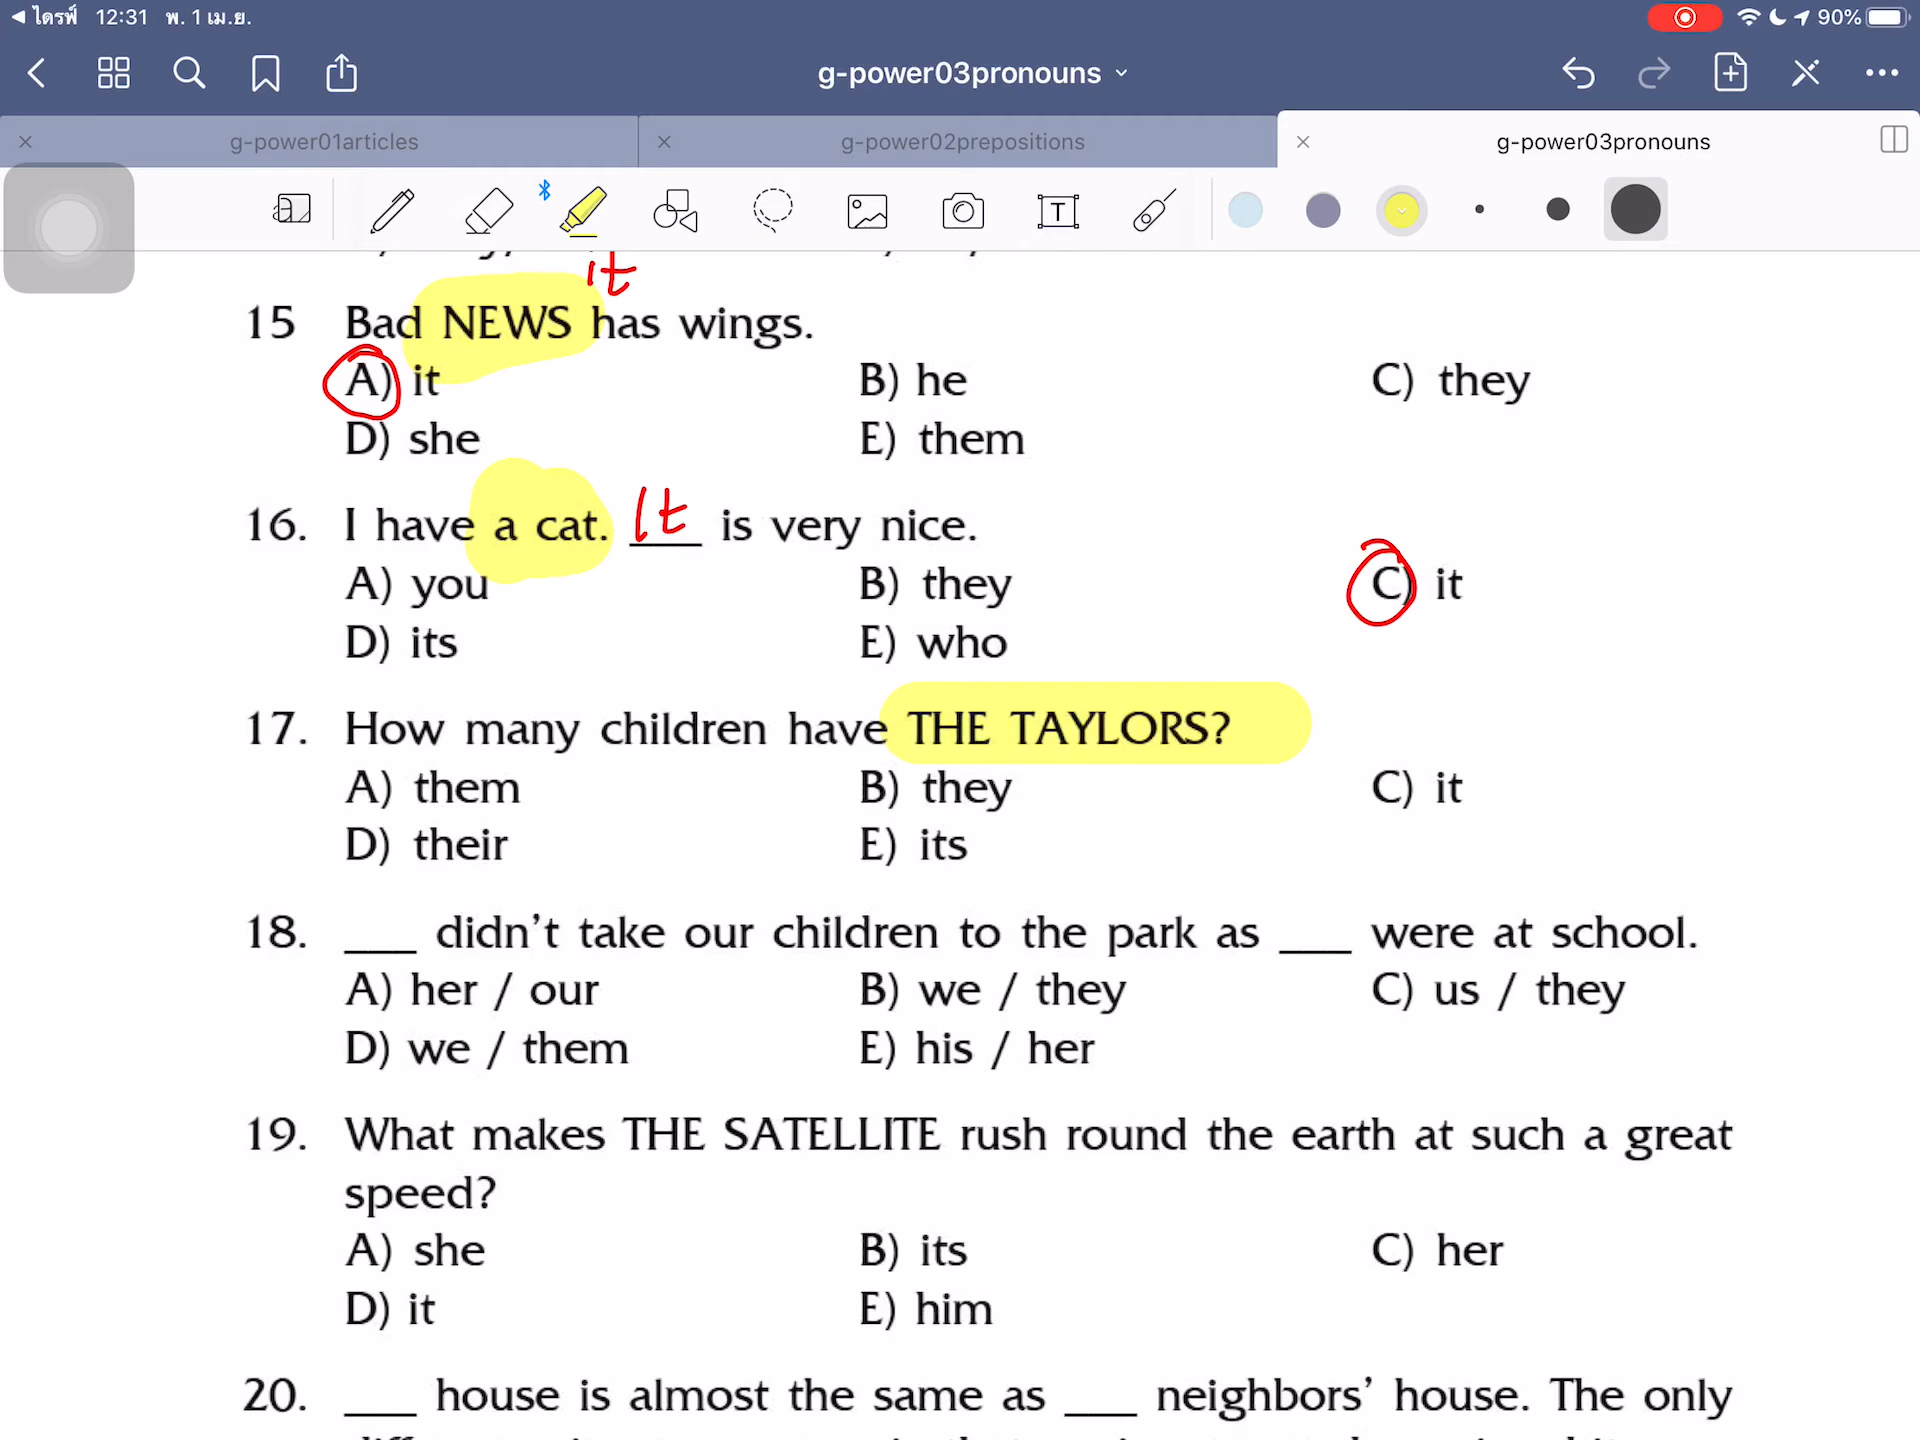 ไดรฟ์ 12:31 พ. 1 เม.ย. 90%
g-power03pronouns
g-power01articles g-power02prepositions g-power03pronouns
it
15 Bad NEWS has wings.
A) it B) he C) they
D) she E) them
16. I have a cat. It is very nice.
A) you B) they C) it
D) its E) who
17. How many children have THE TAYLORS?
A) them B) they C) it
D) their E) its
18. ___ didn't take our children to the park as ___ were at school.
A) her / our B) we / they C) us / they
D) we / them E) his / her
19. What makes THE SATELLITE rush round the earth at such a great
speed?
A) she B) its C) her
D) it E) him
20. ___ house is almost the same as ___ neighbors' house. The only